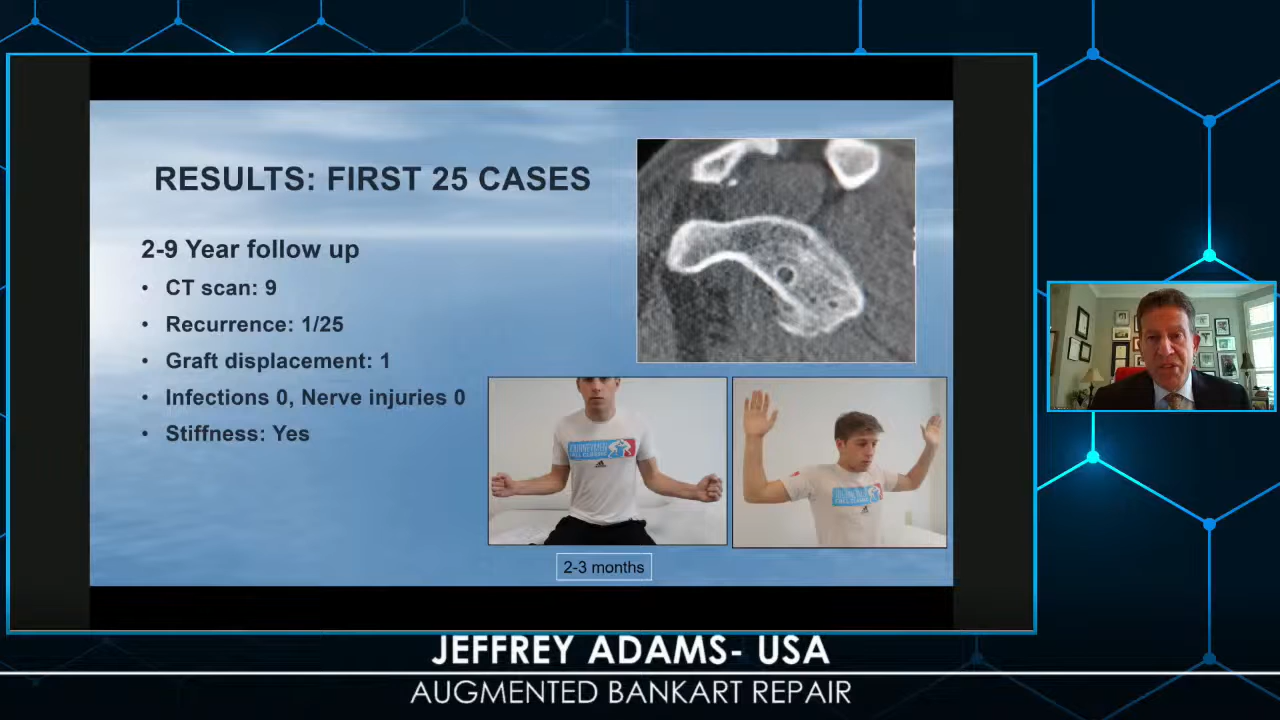 RESULTS: FIRST 25 CASES
2-9 Year follow up
• CT scan: 9
• Recurrence: 1/25
• Graft displacement: 1
• Infections 0, Nerve injuries 0
• Stiffness: Yes
2-3 months
JEFFREY ADAMS- USA
AUGMENTED BANKART REPAIR